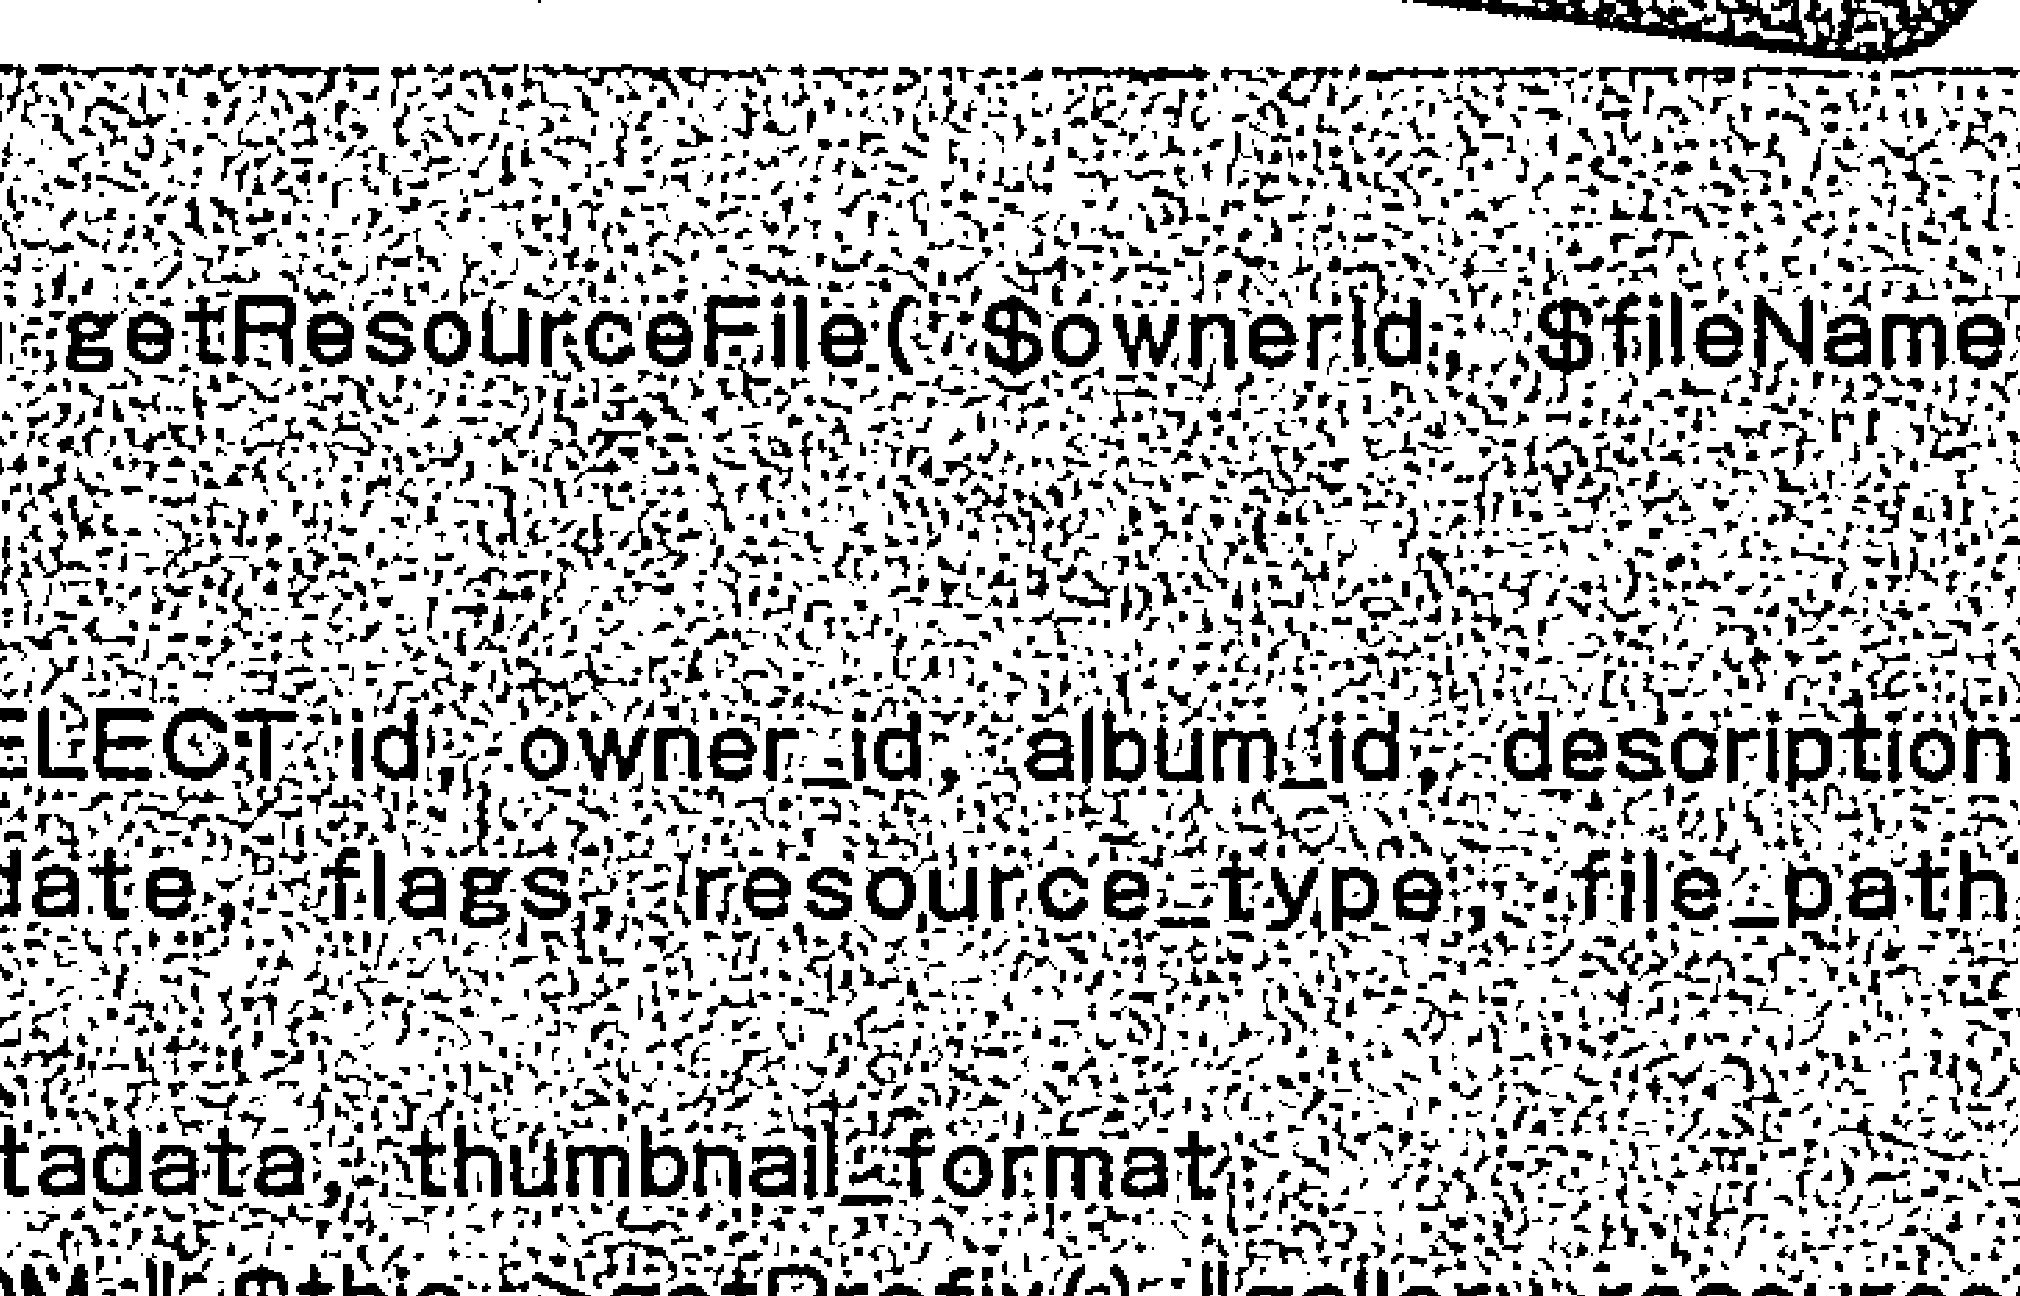 getResourceFile( $ownerId, $fileName
ELECT id, owner_id, album_id, description
date, flags, resource_type, file_path
tadata, thumbnail_format